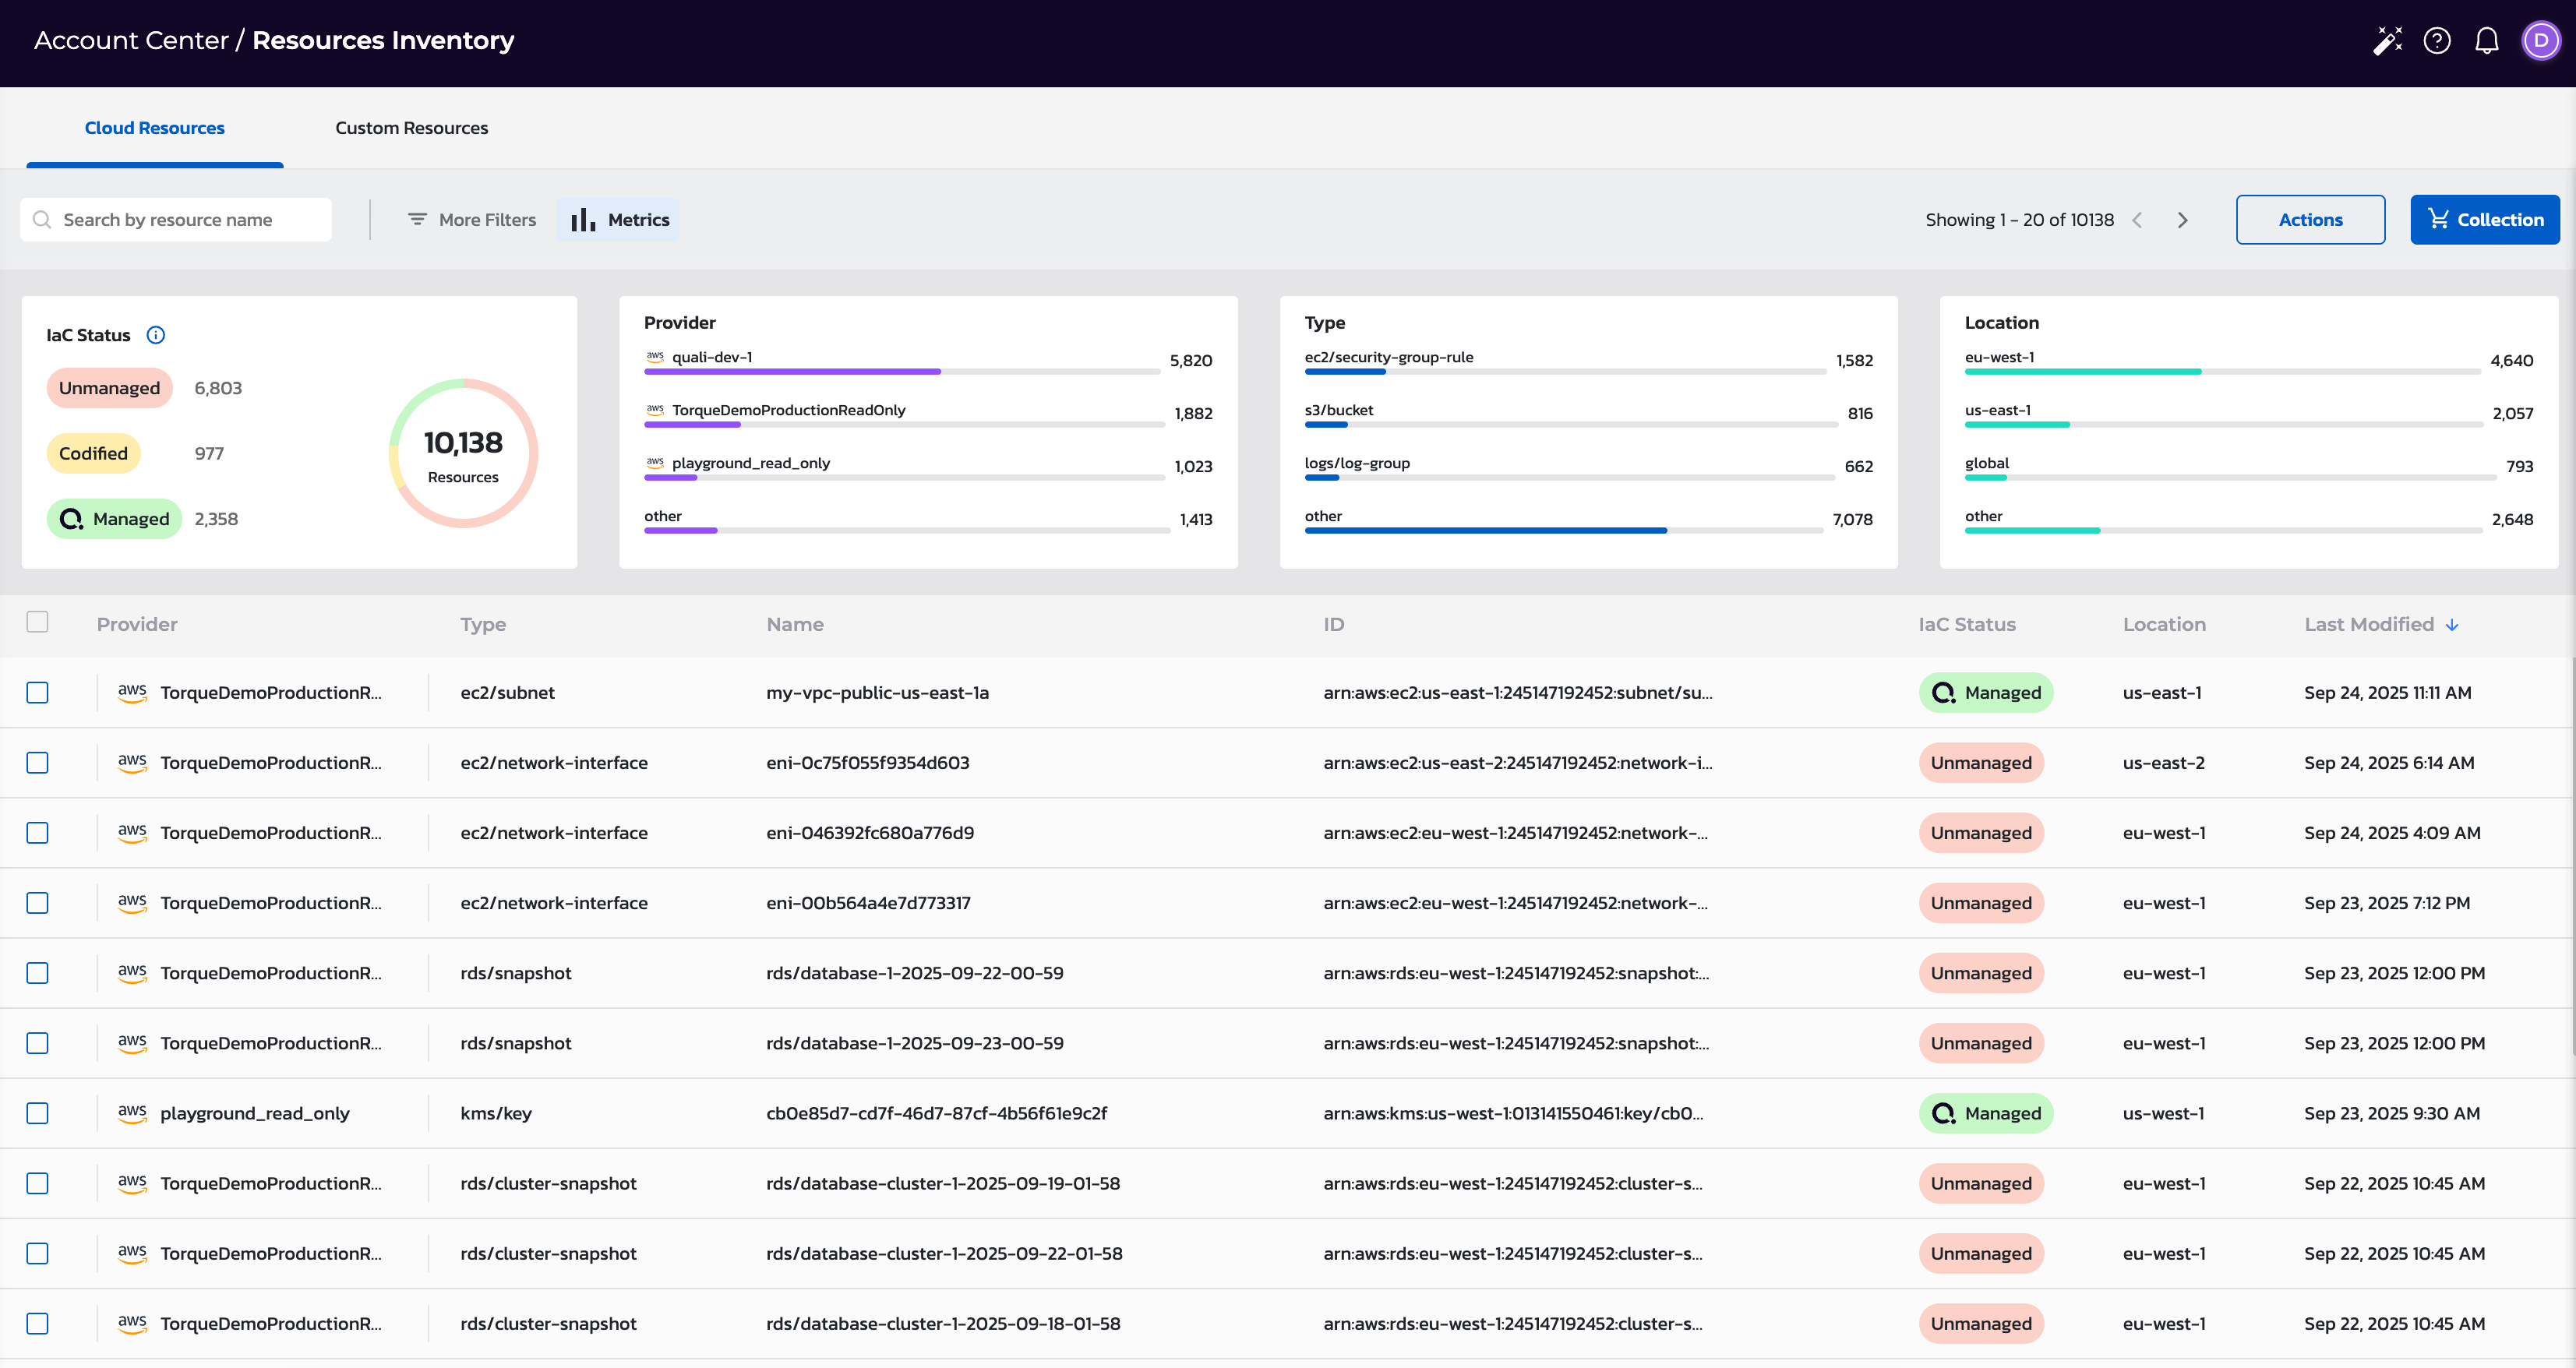 Account Center / Resources Inventory
D
Cloud Resources
Custom Resources
Search by resource name
More Filters
Metrics
Showing 1 - 20 of 10138
Actions
Collection
IaC Status
Unmanaged 6,803
Codified 977
Managed 2,358
10,138
Resources
Provider
aws quali-dev-1 5,820
aws TorqueDemoProductionReadOnly 1,882
aws playground_read_only 1,023
other 1,413
Type
ec2/security-group-rule 1,582
s3/bucket 816
logs/log-group 662
other 7,078
Location
eu-west-1 4,640
us-east-1 2,057
global 793
other 2,648
Provider Type Name ID IaC Status Location Last Modified
aws TorqueDemoProductionR... ec2/subnet my-vpc-public-us-east-1a arn:aws:ec2:us-east-1:245147192452:subnet/su... Managed us-east-1 Sep 24, 2025 11:11 AM
aws TorqueDemoProductionR... ec2/network-interface eni-0c75f055f9354d603 arn:aws:ec2:us-east-2:245147192452:network-i... Unmanaged us-east-2 Sep 24, 2025 6:14 AM
aws TorqueDemoProductionR... ec2/network-interface eni-046392fc680a776d9 arn:aws:ec2:eu-west-1:245147192452:network-... Unmanaged eu-west-1 Sep 24, 2025 4:09 AM
aws TorqueDemoProductionR... ec2/network-interface eni-00b564a4e7d773317 arn:aws:ec2:eu-west-1:245147192452:network-... Unmanaged eu-west-1 Sep 23, 2025 7:12 PM
aws TorqueDemoProductionR... rds/snapshot rds/database-1-2025-09-22-00-59 arn:aws:rds:eu-west-1:245147192452:snapshot:... Unmanaged eu-west-1 Sep 23, 2025 12:00 PM
aws TorqueDemoProductionR... rds/snapshot rds/database-1-2025-09-23-00-59 arn:aws:rds:eu-west-1:245147192452:snapshot:... Unmanaged eu-west-1 Sep 23, 2025 12:00 PM
aws playground_read_only kms/key cb0e85d7-cd7f-46d7-87cf-4b56f61e9c2f arn:aws:kms:us-west-1:013141550461:key/cb0... Managed us-west-1 Sep 23, 2025 9:30 AM
aws TorqueDemoProductionR... rds/cluster-snapshot rds/database-cluster-1-2025-09-19-01-58 arn:aws:rds:eu-west-1:245147192452:cluster-s... Unmanaged eu-west-1 Sep 22, 2025 10:45 AM
aws TorqueDemoProductionR... rds/cluster-snapshot rds/database-cluster-1-2025-09-22-01-58 arn:aws:rds:eu-west-1:245147192452:cluster-s... Unmanaged eu-west-1 Sep 22, 2025 10:45 AM
aws TorqueDemoProductionR... rds/cluster-snapshot rds/database-cluster-1-2025-09-18-01-58 arn:aws:rds:eu-west-1:245147192452:cluster-s... Unmanaged eu-west-1 Sep 22, 2025 10:45 AM